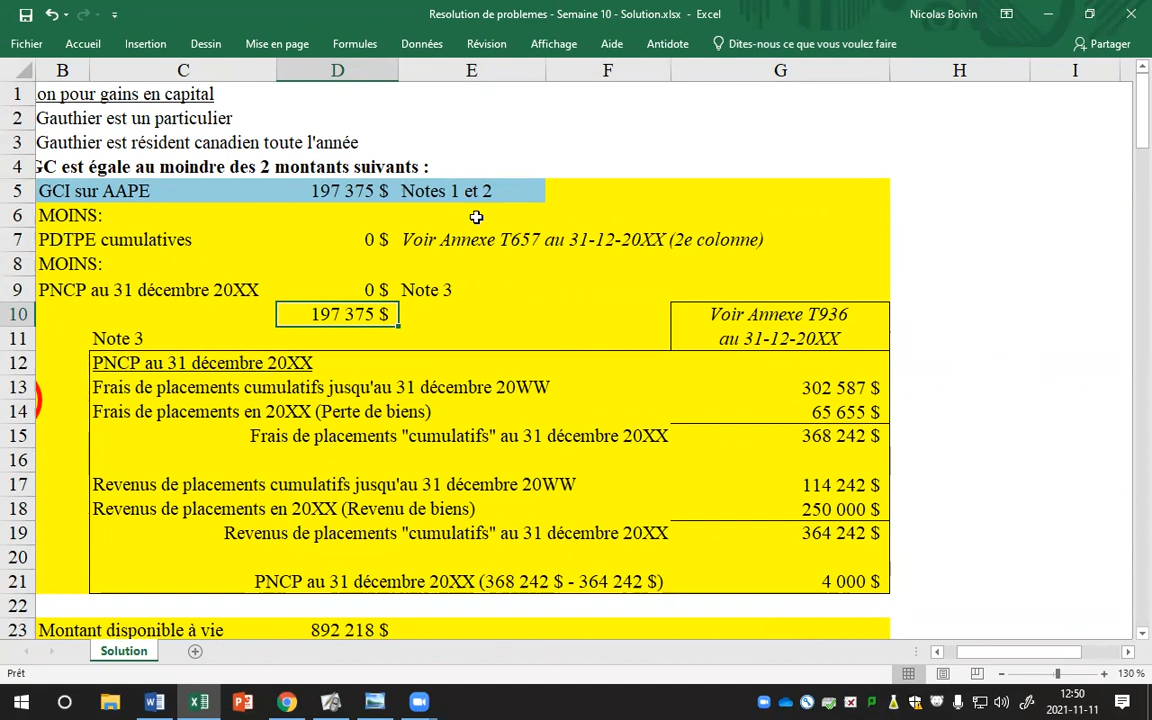 Resolution de problemes - Semaine 10 - Solution.xlsx - Excel
Nicolas Boivin
Fichier Accueil Insertion Dessin Mise en page Formules Données Révision Affichage Aide Antidote Dites-nous ce que vous voulez faire Partager
B C D E F G H I
1 on pour gains en capital
2 Gauthier est un particulier
3 Gauthier est résident canadien toute l'année
4 GC est égale au moindre des 2 montants suivants :
5 GCI sur AAPE 197 375 $ Notes 1 et 2
6 MOINS:
7 PDTPE cumulatives 0 $ Voir Annexe T657 au 31-12-20XX (2e colonne)
8 MOINS:
9 PNCP au 31 décembre 20XX 0 $ Note 3
10 197 375 $ Voir Annexe T936
11 Note 3 au 31-12-20XX
12 PNCP au 31 décembre 20XX
13 Frais de placements cumulatifs jusqu'au 31 décembre 20WW 302 587 $
14 Frais de placements en 20XX (Perte de biens) 65 655 $
15 Frais de placements "cumulatifs" au 31 décembre 20XX 368 242 $
16
17 Revenus de placements cumulatifs jusqu'au 31 décembre 20WW 114 242 $
18 Revenus de placements en 20XX (Revenu de biens) 250 000 $
19 Revenus de placements "cumulatifs" au 31 décembre 20XX 364 242 $
20
21 PNCP au 31 décembre 20XX (368 242 $ - 364 242 $) 4 000 $
22
23 Montant disponible à vie 892 218 $
Solution
Prêt
130 %
12:50
2021-11-11